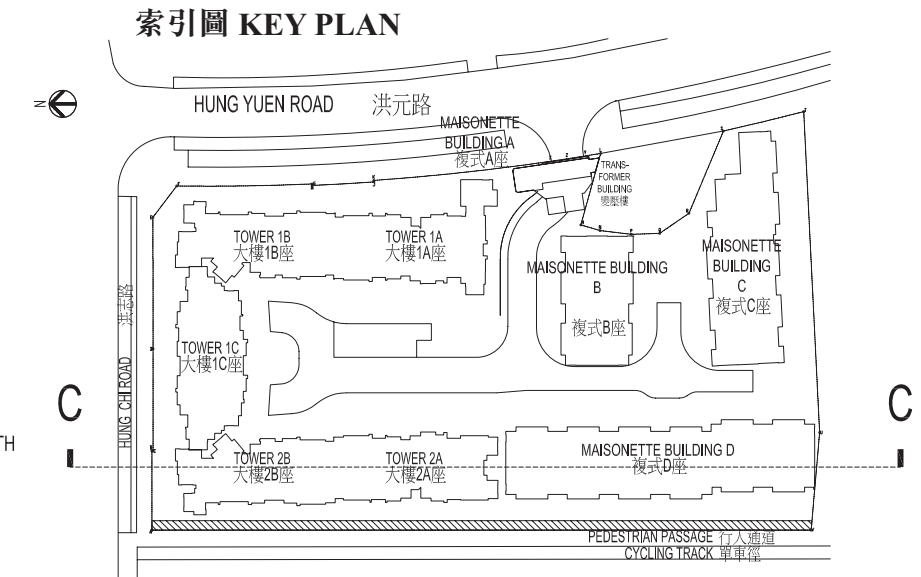 索引圖 KEY PLAN
N
HUNG YUEN ROAD 洪元路
MAISONETTE
BUILDING A
複式A座
TRANS-
FORMER
BUILDING
變壓樓
TOWER 1B
大樓1B座
TOWER 1A
大樓1A座
MAISONETTE BUILDING
B
複式B座
MAISONETTE
BUILDING
C
複式C座
HUNG CHI ROAD 洪志路
TOWER 1C
大樓1C座
C
C
TH
TOWER 2B
大樓2B座
TOWER 2A
大樓2A座
MAISONETTE BUILDING D
複式D座
PEDESTRIAN PASSAGE 行人通道
CYCLING TRACK 單車徑